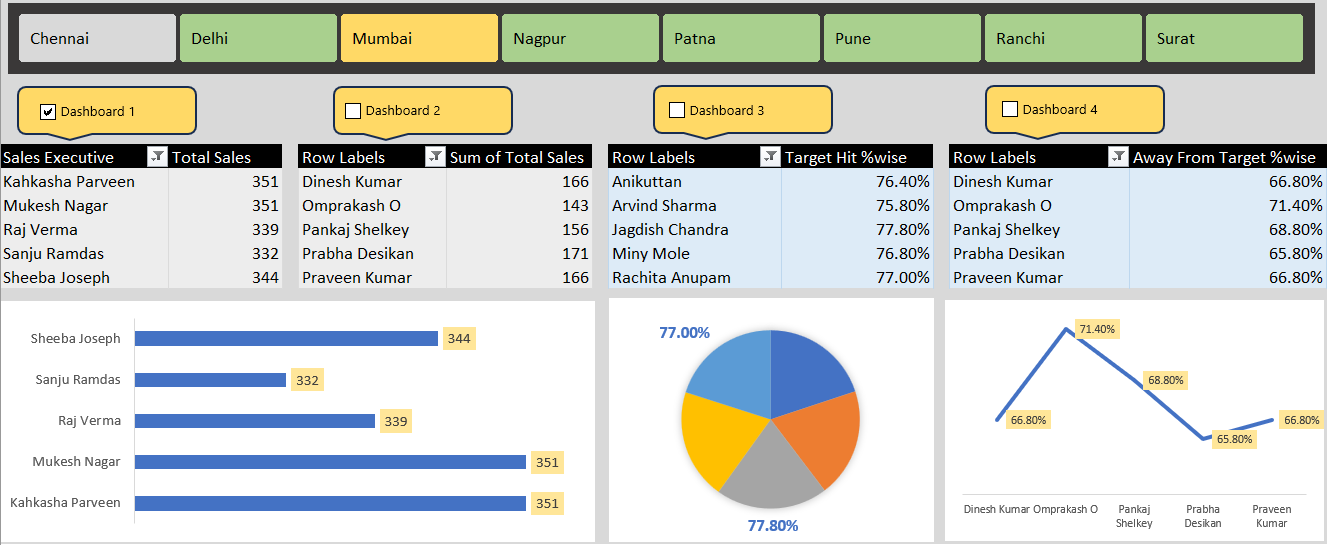 Chennai Delhi Mumbai Nagpur Patna Pune Ranchi Surat
Dashboard 1 Dashboard 2 Dashboard 3 Dashboard 4
Sales Executive Total Sales
Kahkasha Parveen 351
Mukesh Nagar 351
Raj Verma 339
Sanju Ramdas 332
Sheeba Joseph 344
Row Labels Sum of Total Sales
Dinesh Kumar 166
Omprakash O 143
Pankaj Shelkey 156
Prabha Desikan 171
Praveen Kumar 166
Row Labels Target Hit %wise
Anikuttan 76.40%
Arvind Sharma 75.80%
Jagdish Chandra 77.80%
Miny Mole 76.80%
Rachita Anupam 77.00%
Row Labels Away From Target %wise
Dinesh Kumar 66.80%
Omprakash O 71.40%
Pankaj Shelkey 68.80%
Prabha Desikan 65.80%
Praveen Kumar 66.80%
Sheeba Joseph 344
Sanju Ramdas 332
Raj Verma 339
Mukesh Nagar 351
Kahkasha Parveen 351
77.00%
77.80%
66.80%
71.40%
68.80%
65.80%
66.80%
Dinesh Kumar Omprakash O Pankaj Prabha Praveen
Shelkey Desikan Kumar